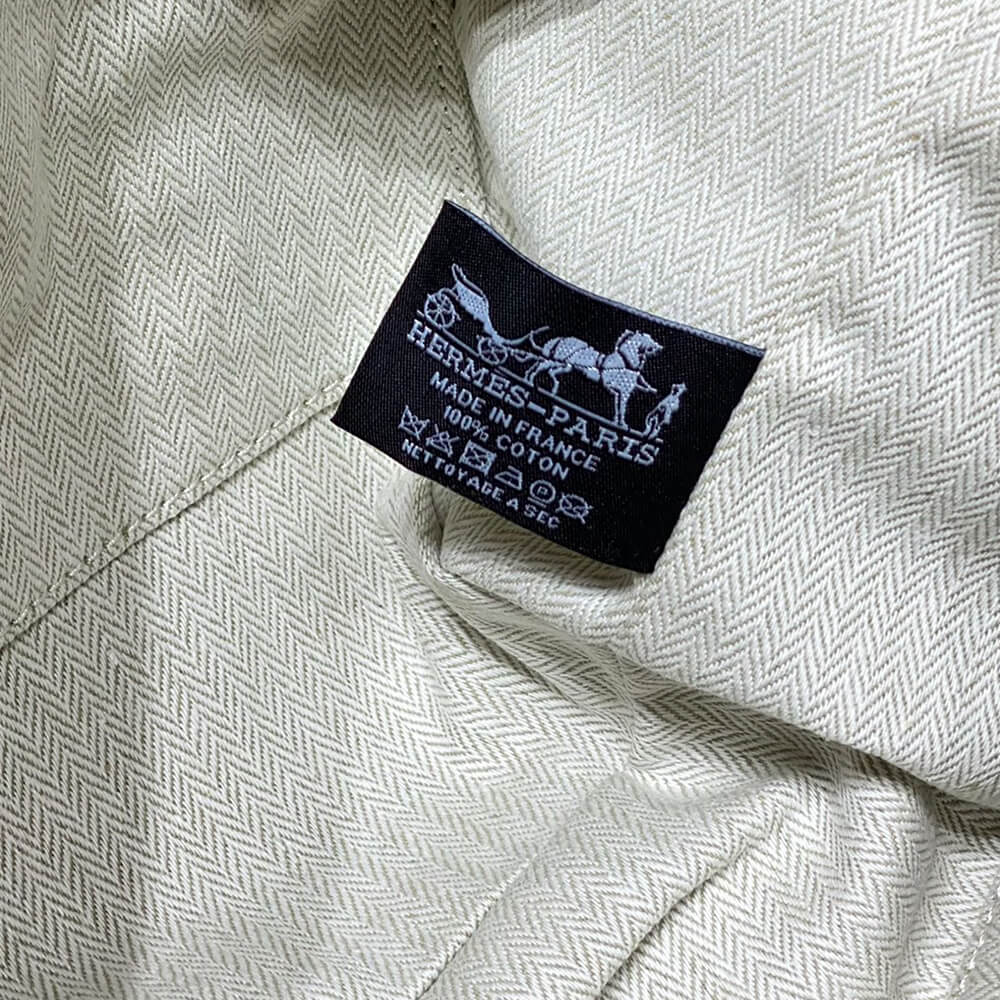 HERMES-PARIS
MADE IN FRANCE
100% COTON
P
NETTOYAGE A SEC